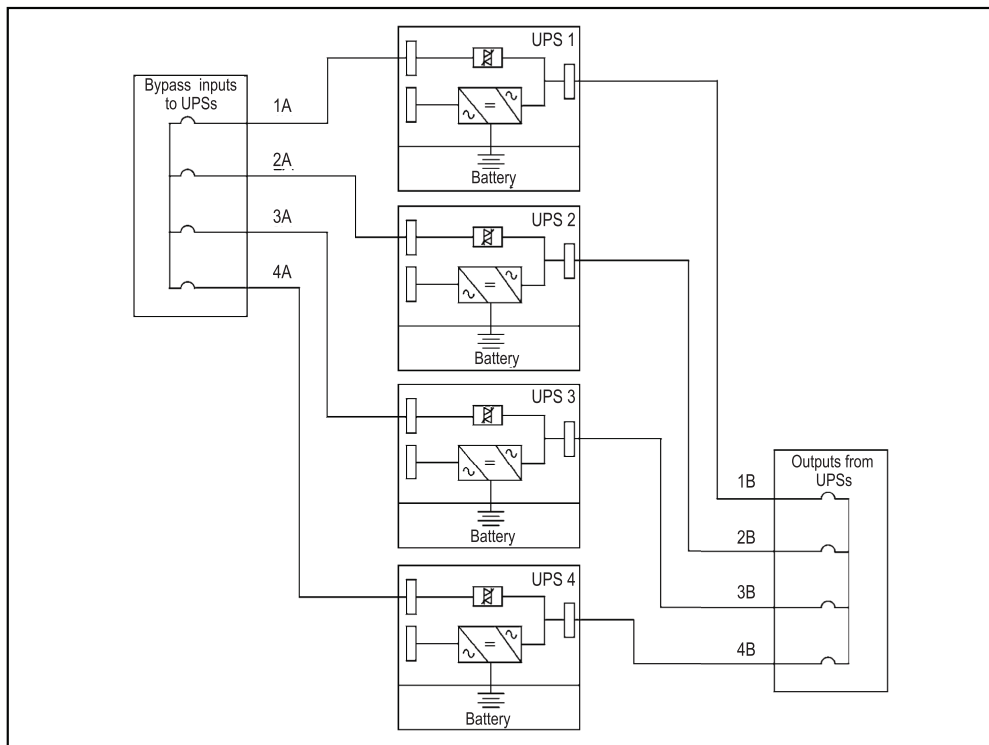 Bypass inputs
to UPSs
1A
2A
3A
4A
UPS 1
Battery
UPS 2
Battery
UPS 3
Battery
UPS 4
Battery
Outputs from
UPSs
1B
2B
3B
4B